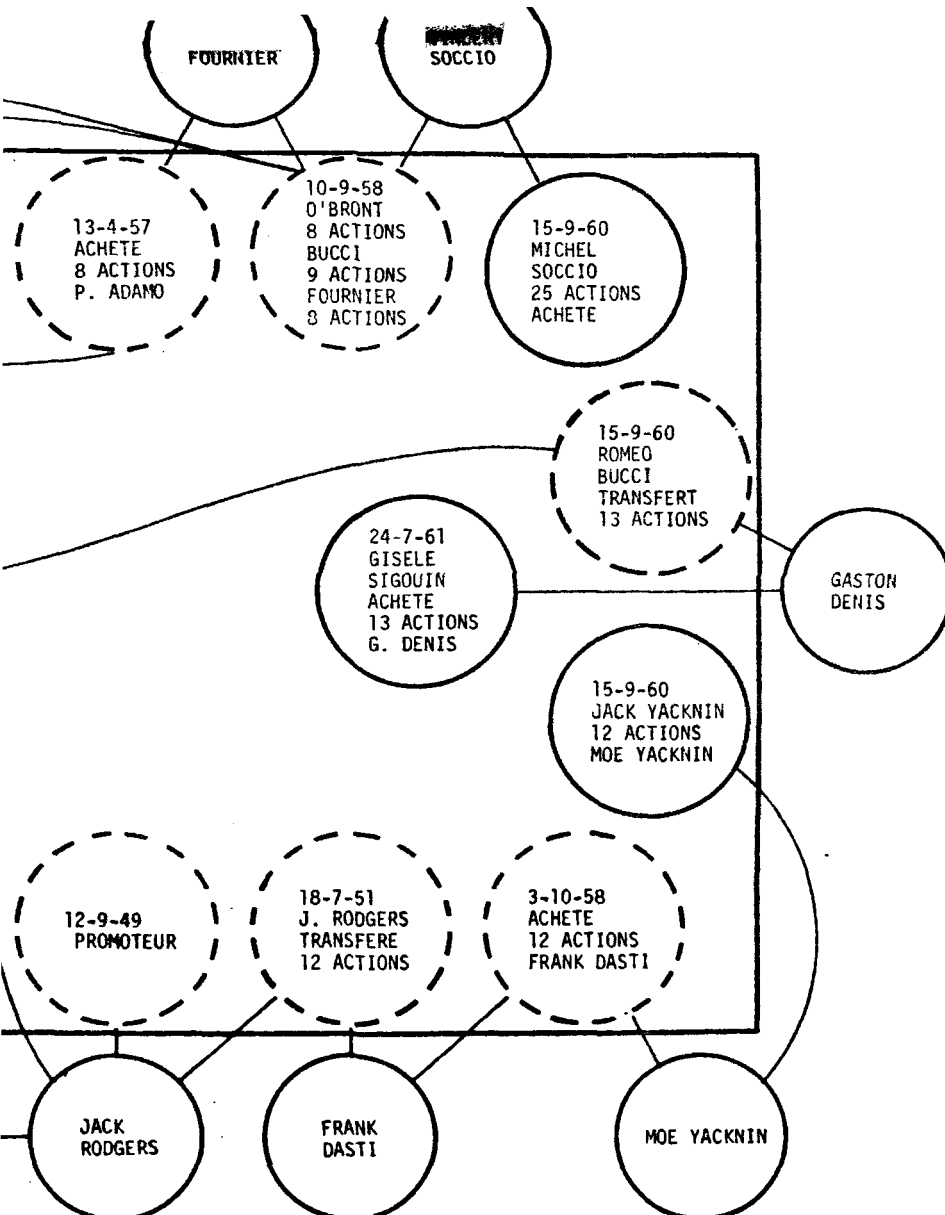 FOURNIER
SOCCIO
13-4-57
ACHETE
8 ACTIONS
P. ADAMO
10-9-58
O'BRONT
8 ACTIONS
BUCCI
9 ACTIONS
FOURNIER
8 ACTIONS
15-9-60
MICHEL
SOCCIO
25 ACTIONS
ACHETE
15-9-60
ROMEO
BUCCI
TRANSFERT
13 ACTIONS
24-7-61
GISELE
SIGOUIN
ACHETE
13 ACTIONS
G. DENIS
GASTON
DENIS
15-9-60
JACK YACKNIN
12 ACTIONS
MOE YACKNIN
12-9-49
PROMOTEUR
18-7-51
J. RODGERS
TRANSFERE
12 ACTIONS
3-10-58
ACHETE
12 ACTIONS
FRANK DASTI
JACK
RODGERS
FRANK
DASTI
MOE YACKNIN